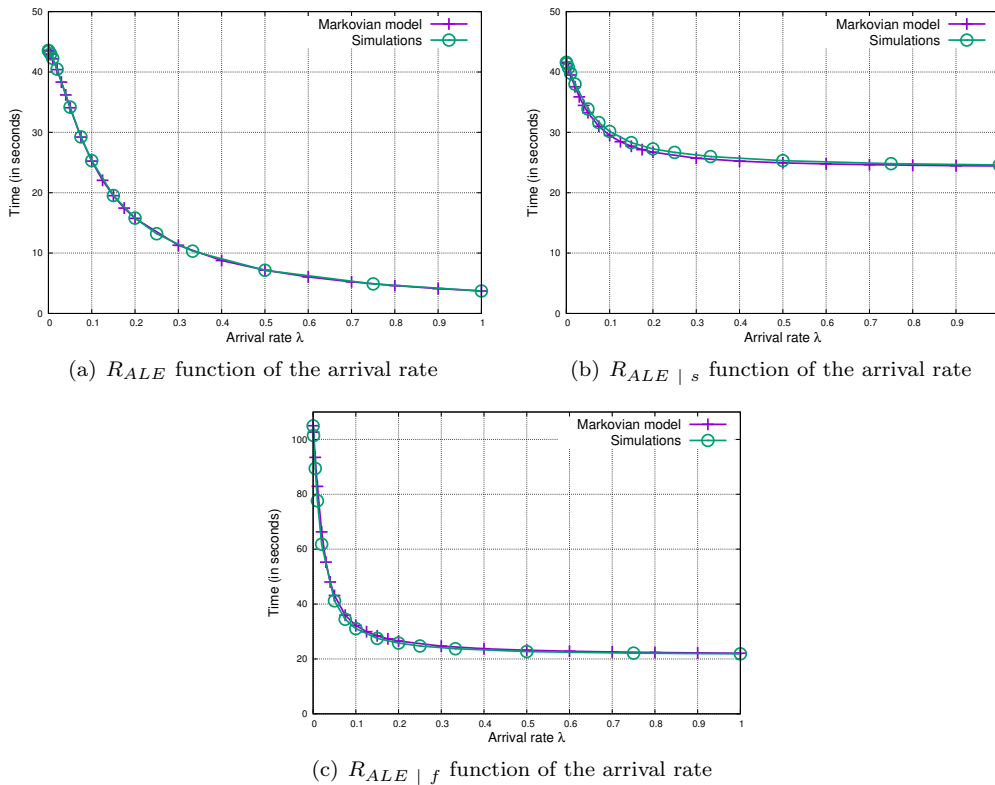 Markovian model
Simulations
50
40
30
20
10
0
Time (in seconds)
0 0.1 0.2 0.3 0.4 0.5 0.6 0.7 0.8 0.9 1
Arrival rate λ
(a) R_ALE function of the arrival rate
Markovian model
Simulations
50
40
30
20
10
0
Time (in seconds)
0 0.1 0.2 0.3 0.4 0.5 0.6 0.7 0.8 0.9
Arrival rate λ
(b) R_ALE | s function of the arrival rate
Markovian model
Simulations
100
80
60
40
20
0
Time (in seconds)
0 0.1 0.2 0.3 0.4 0.5 0.6 0.7 0.8 0.9 1
Arrival rate λ
(c) R_ALE | f function of the arrival rate